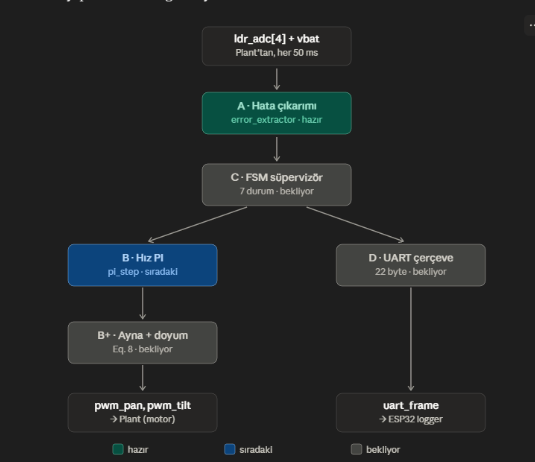 ldr_adc[4] + vbat
Plant'tan, her 50 ms
A · Hata çıkarımı
error_extractor · hazır
C · FSM süpervizör
7 durum · bekliyor
B · Hız PI
pi_step · sıradaki
D · UART çerçeve
22 byte · bekliyor
B+ · Ayna + doyum
Eq. 8 · bekliyor
pwm_pan, pwm_tilt
→ Plant (motor)
uart_frame
→ ESP32 logger
hazır
sıradaki
bekliyor